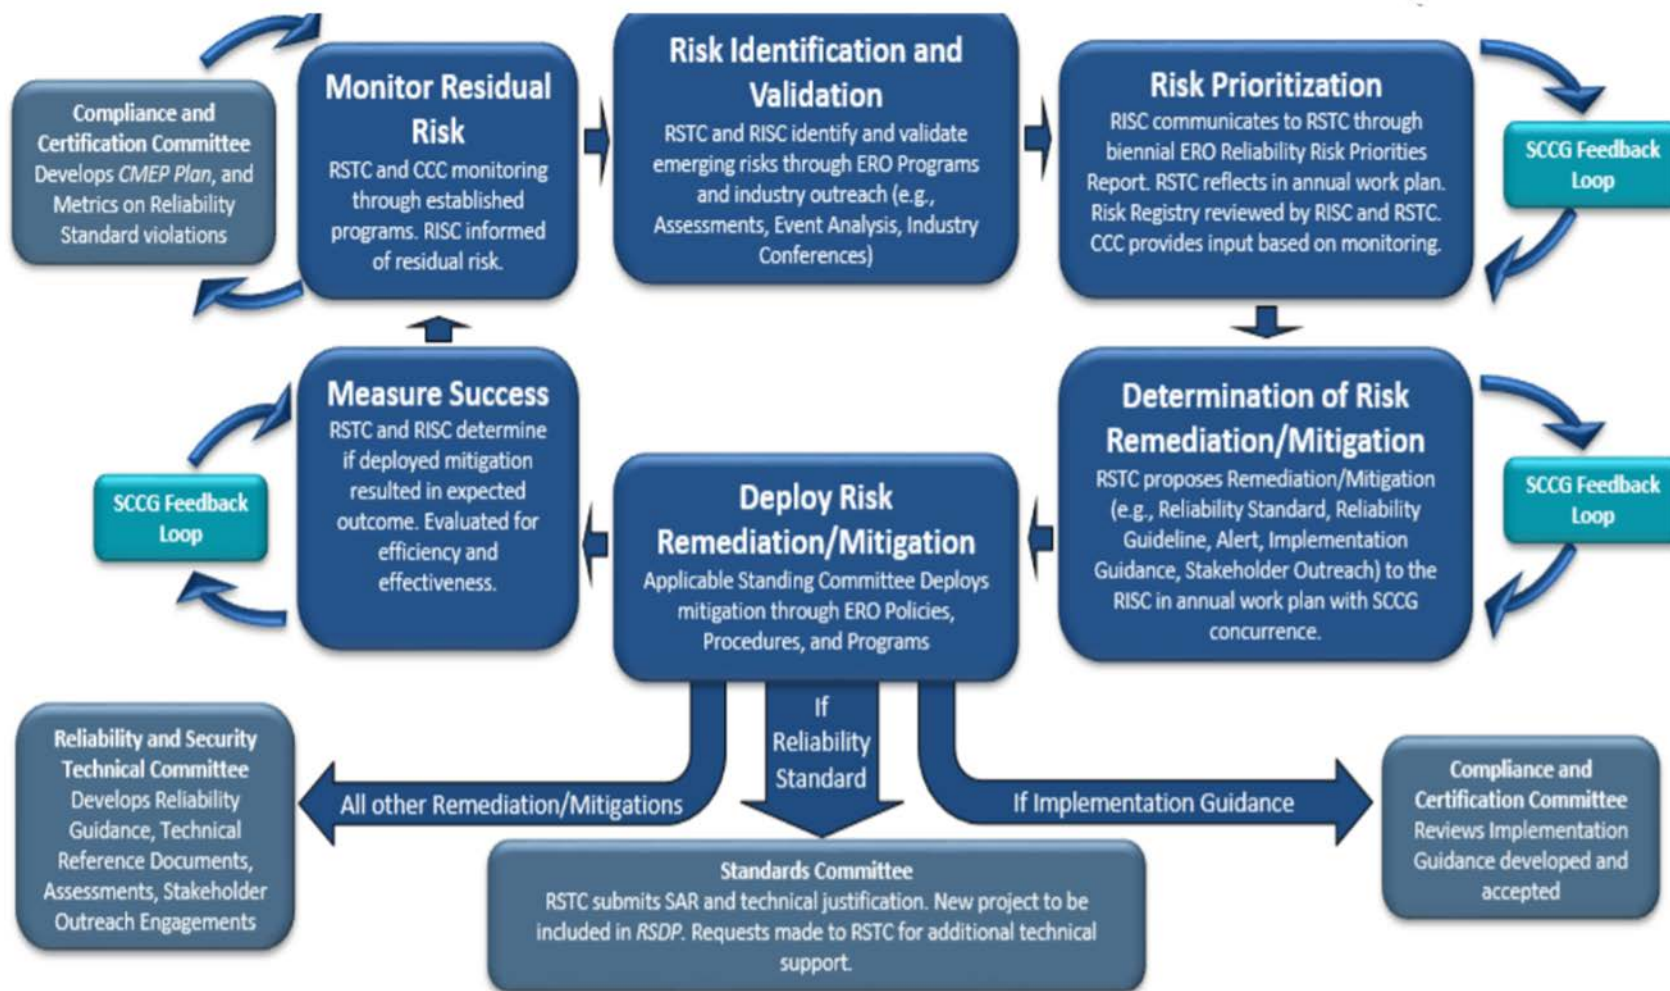 Compliance and
Certification Committee
Develops CMEP Plan, and
Metrics on Reliability
Standard violations
Monitor Residual
Risk
RSTC and CCC monitoring
through established
programs. RISC informed
of residual risk.
Risk Identification and
Validation
RSTC and RISC identify and validate
emerging risks through ERO Programs
and industry outreach (e.g.,
Assessments, Event Analysis, Industry
Conferences)
Risk Prioritization
RISC communicates to RSTC through
biennial ERO Reliability Risk Priorities
Report. RSTC reflects in annual work plan.
Risk Registry reviewed by RISC and RSTC.
CCC provides input based on monitoring.
SCCG Feedback
Loop
Determination of Risk
Remediation/Mitigation
RSTC proposes Remediation/Mitigation
(e.g., Reliability Standard, Reliability
Guideline, Alert, Implementation
Guidance, Stakeholder Outreach) to the
RISC in annual work plan with SCCG
concurrence.
SCCG Feedback
Loop
Deploy Risk
Remediation/Mitigation
Applicable Standing Committee Deploys
mitigation through ERO Policies,
Procedures, and Programs
Measure Success
RSTC and RISC determine
if deployed mitigation
resulted in expected
outcome. Evaluated for
efficiency and
effectiveness.
SCCG Feedback
Loop
Reliability and Security
Technical Committee
Develops Reliability
Guidance, Technical
Reference Documents,
Assessments, Stakeholder
Outreach Engagements
All other Remediation/Mitigations
If
Reliability
Standard
If Implementation Guidance
Standards Committee
RSTC submits SAR and technical justification. New project to be
included in RSDP. Requests made to RSTC for additional technical
support.
Compliance and
Certification Committee
Reviews Implementation
Guidance developed and
accepted